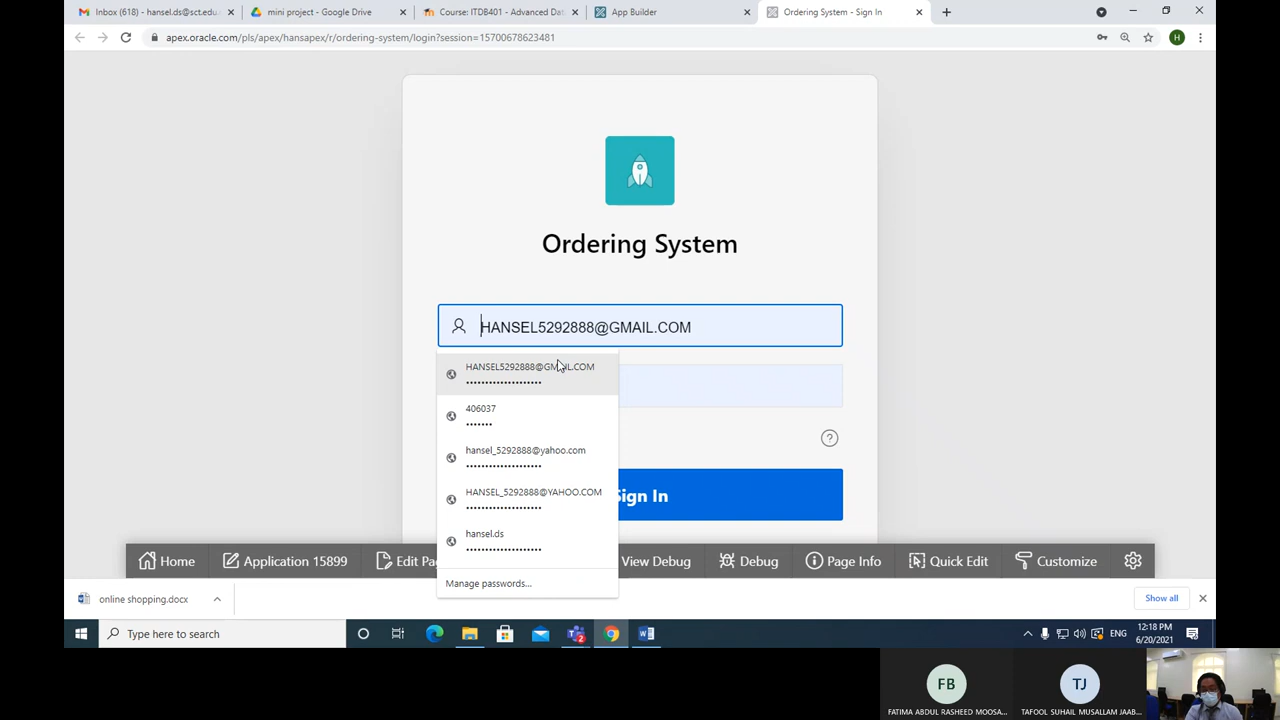 Inbox (618) - hansel.ds@sct.edu.
mini project - Google Drive
Course: ITDB401 - Advanced Dat
App Builder
Ordering System - Sign In
apex.oracle.com/pls/apex/hansapex/r/ordering-system/login?session=15700678623481
H
Ordering System
HANSEL5292888@GMAIL.COM
HANSEL5292888@GMAIL.COM
406037
hansel_5292888@yahoo.com
HANSEL_5292888@YAHOO.COM
Sign In
hansel.ds
Home
Application 15899
Edit Pa
View Debug
Debug
Page Info
Quick Edit
Customize
Manage passwords...
online shopping.docx
Show all
Type here to search
2
ENG
12:18 PM
6/20/2021
FB
TJ
FATIMA ABDUL RASHEED MOOSA...
TAFOOL SUHAIL MUSALLAM JAAB...